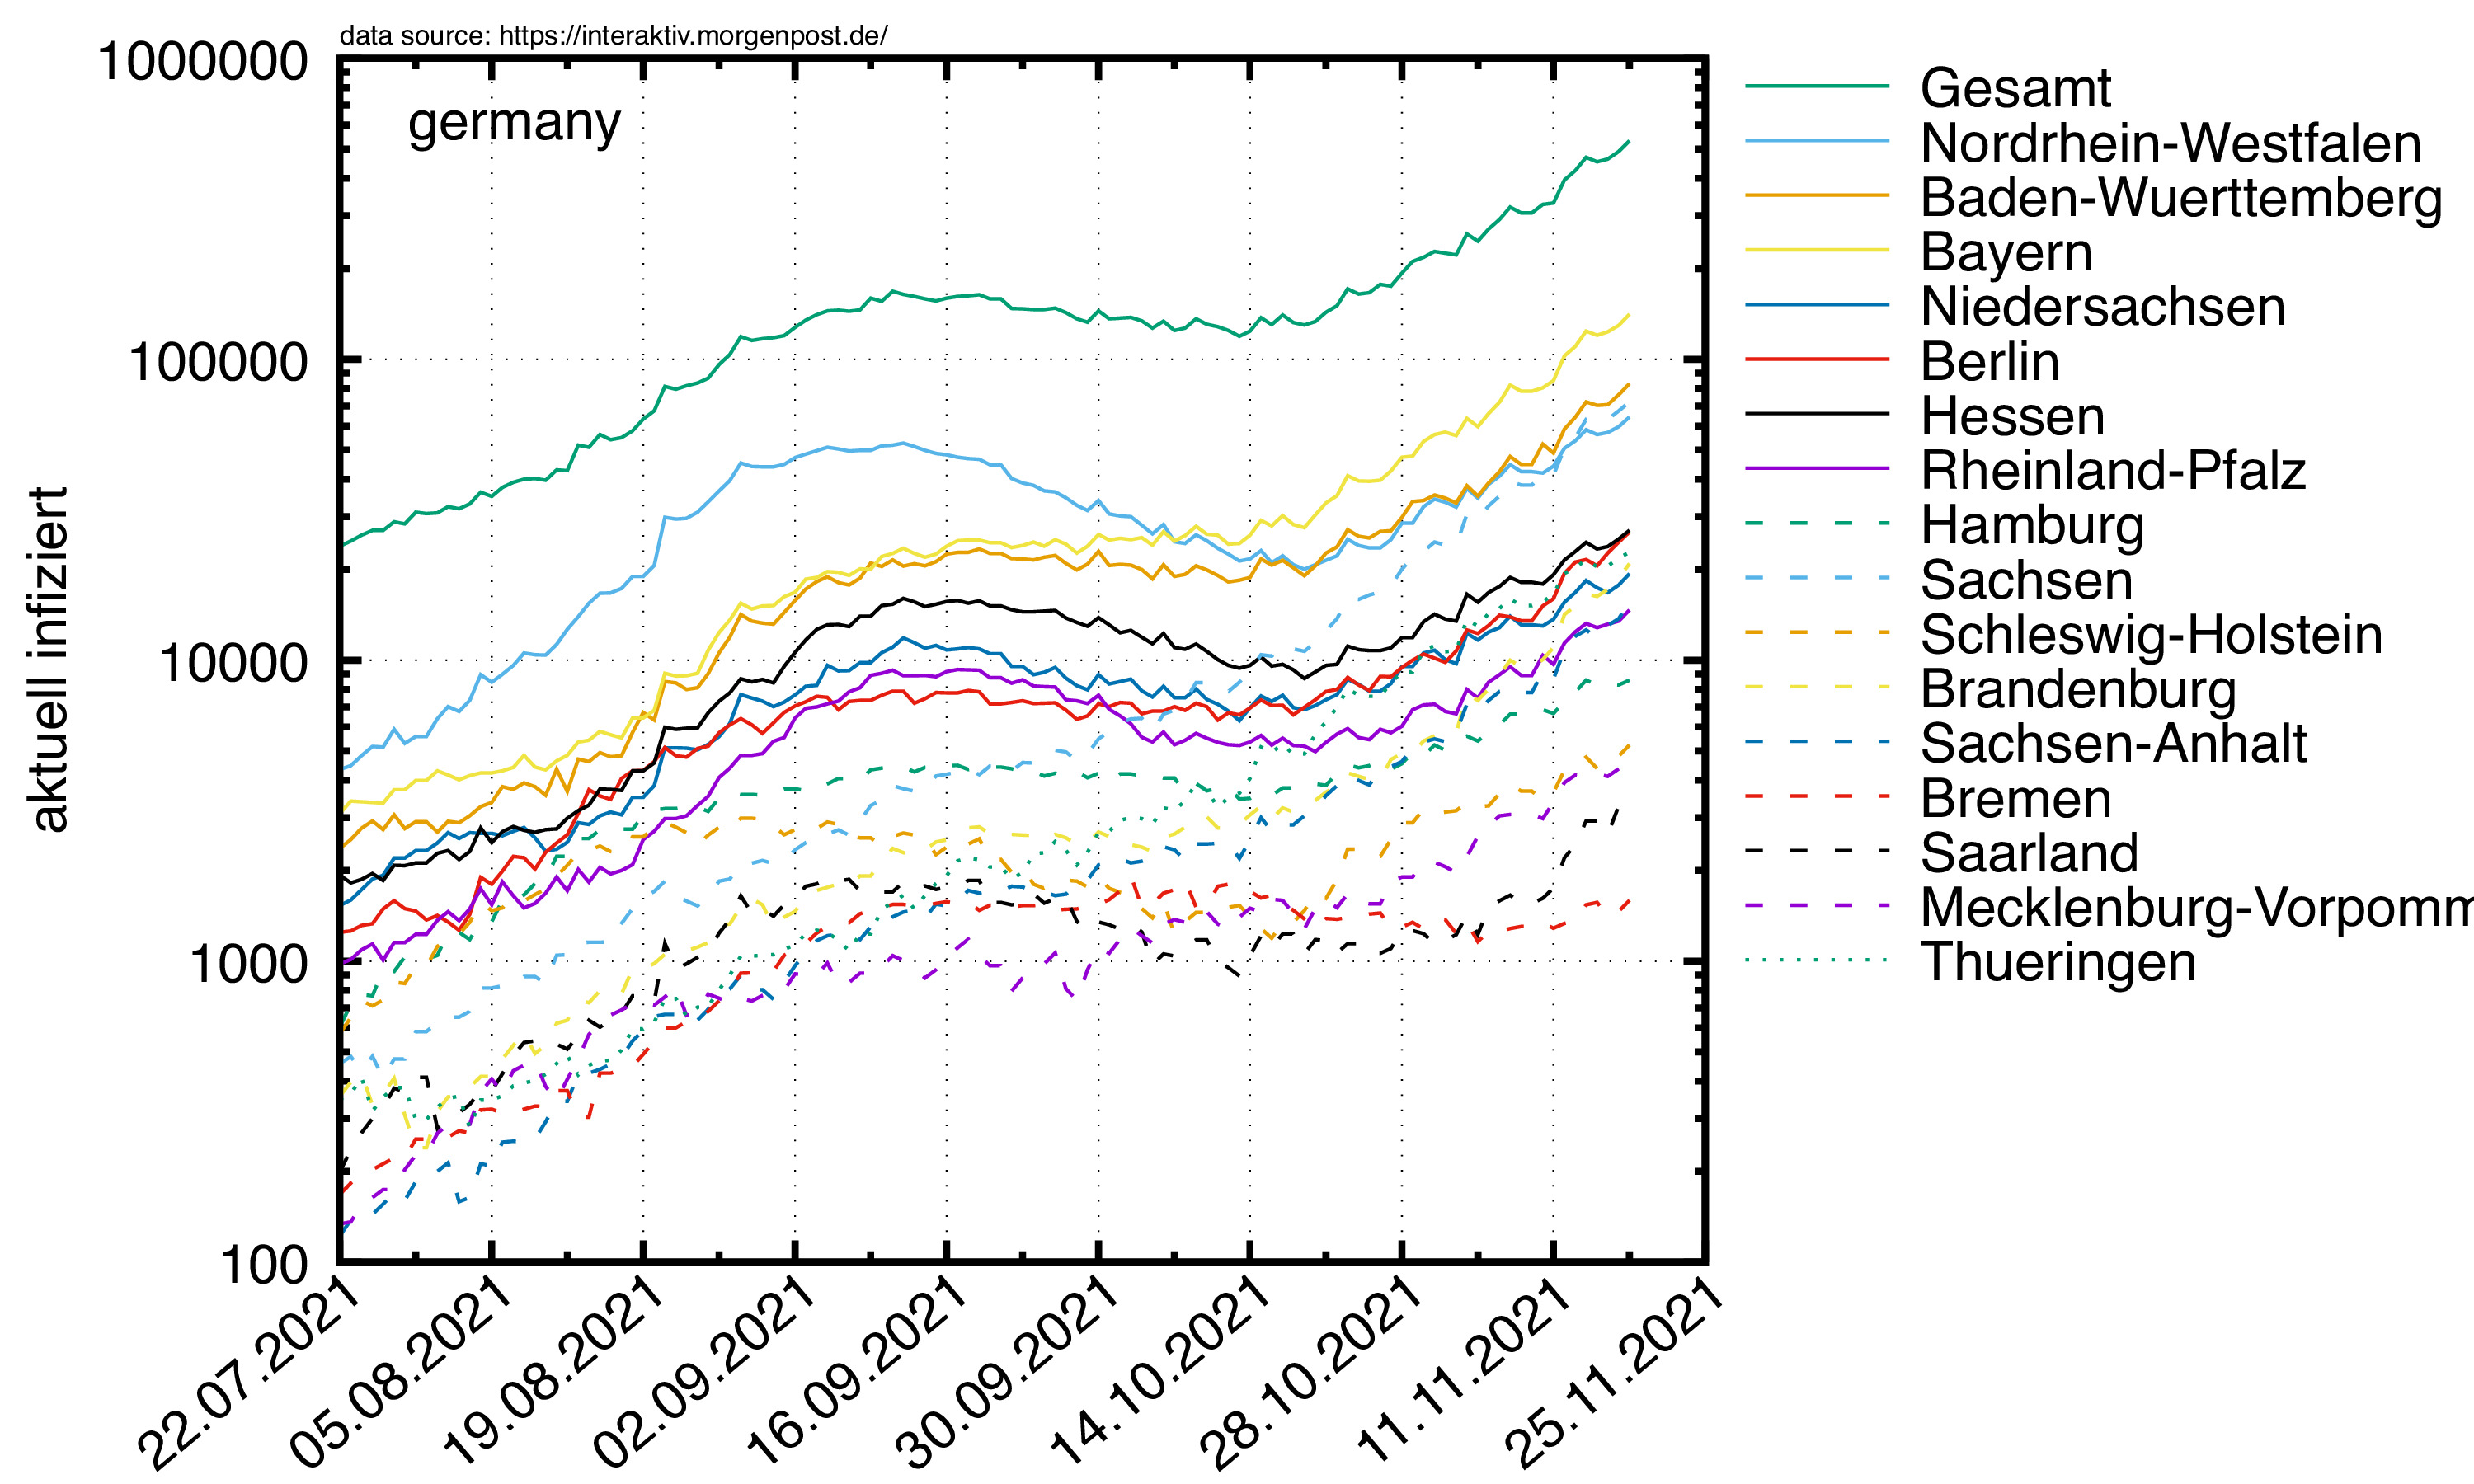 data source: https://interaktiv.morgenpost.de/
germany
aktuell infiziert
1000000
100000
10000
1000
100
22.07.2021
05.08.2021
19.08.2021
02.09.2021
16.09.2021
30.09.2021
14.10.2021
28.10.2021
11.11.2021
25.11.2021
Gesamt
Nordrhein-Westfalen
Baden-Wuerttemberg
Bayern
Niedersachsen
Berlin
Hessen
Rheinland-Pfalz
Hamburg
Sachsen
Schleswig-Holstein
Brandenburg
Sachsen-Anhalt
Bremen
Saarland
Mecklenburg-Vorpomm
Thueringen